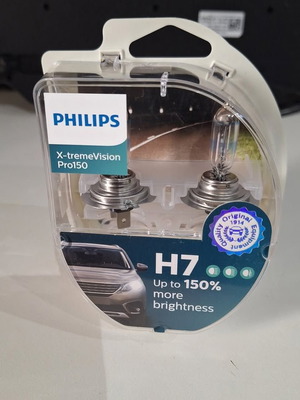 PHILIPS
X-tremeVision
Pro150
Quality Original Equipment
1914
H7
Up to 150%
more
brightness